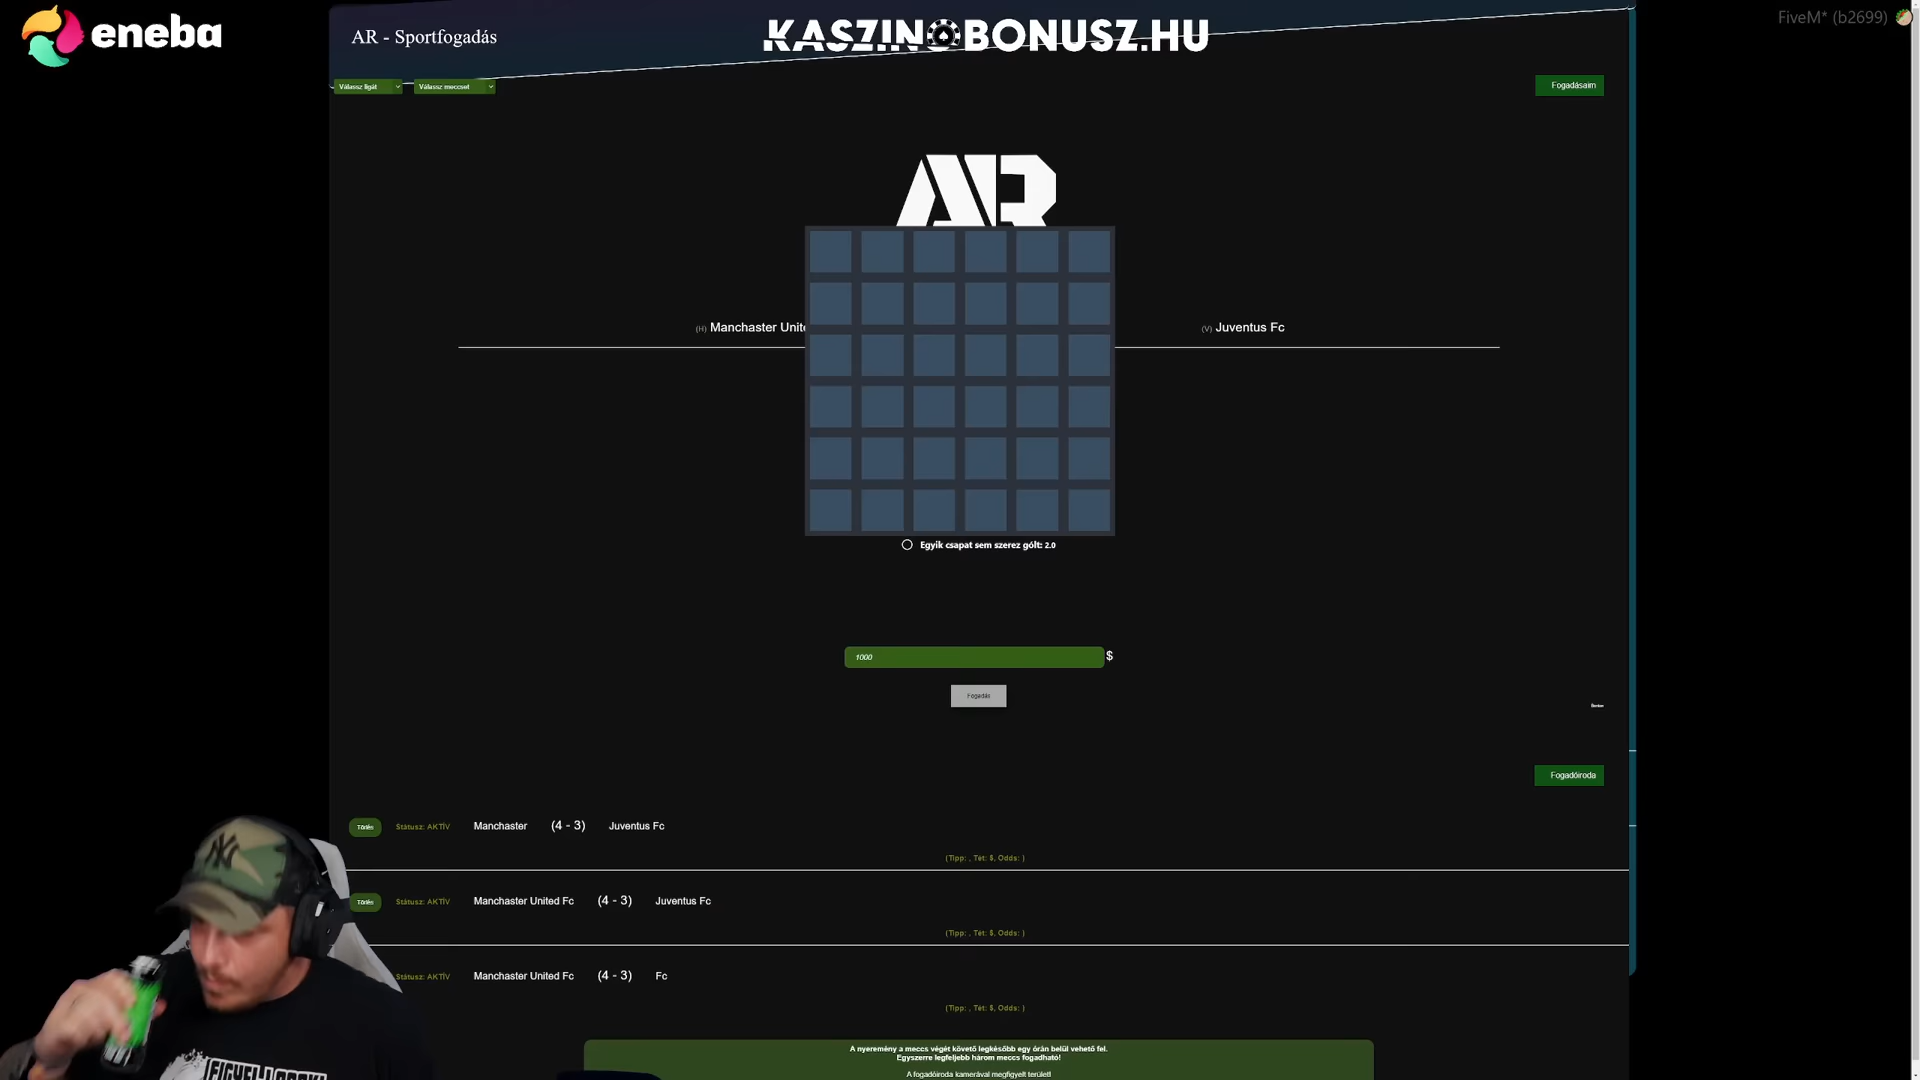 eneba
AR - Sportfogadás
KASZINOBONUSZ.HU
FiveM* (b2699)
Válassz ligát
Válassz meccset
Fogadásaim
AR
(H) Manchaster Unite
(V) Juventus Fc
Egyik csapat sem szerez gólt: 2.0
1000
$
Fogadás
Fogadóiroda
Törlés
Státusz: AKTÍV
Manchaster
(4 - 3)
Juventus Fc
(Tipp: , Tét: $, Odds: )
Törlés
Státusz: AKTÍV
Manchaster United Fc
(4 - 3)
Juventus Fc
(Tipp: , Tét: $, Odds: )
Státusz: AKTÍV
Manchaster United Fc
(4 - 3)
Fc
(Tipp: , Tét: $, Odds: )
NY
A nyeremény a meccs végét követő legkésőbb egy órán belül vehető fel.
Egyszerre legfeljebb három meccs fogadható!
A fogadóiroda kamerával megfigyelt terület!